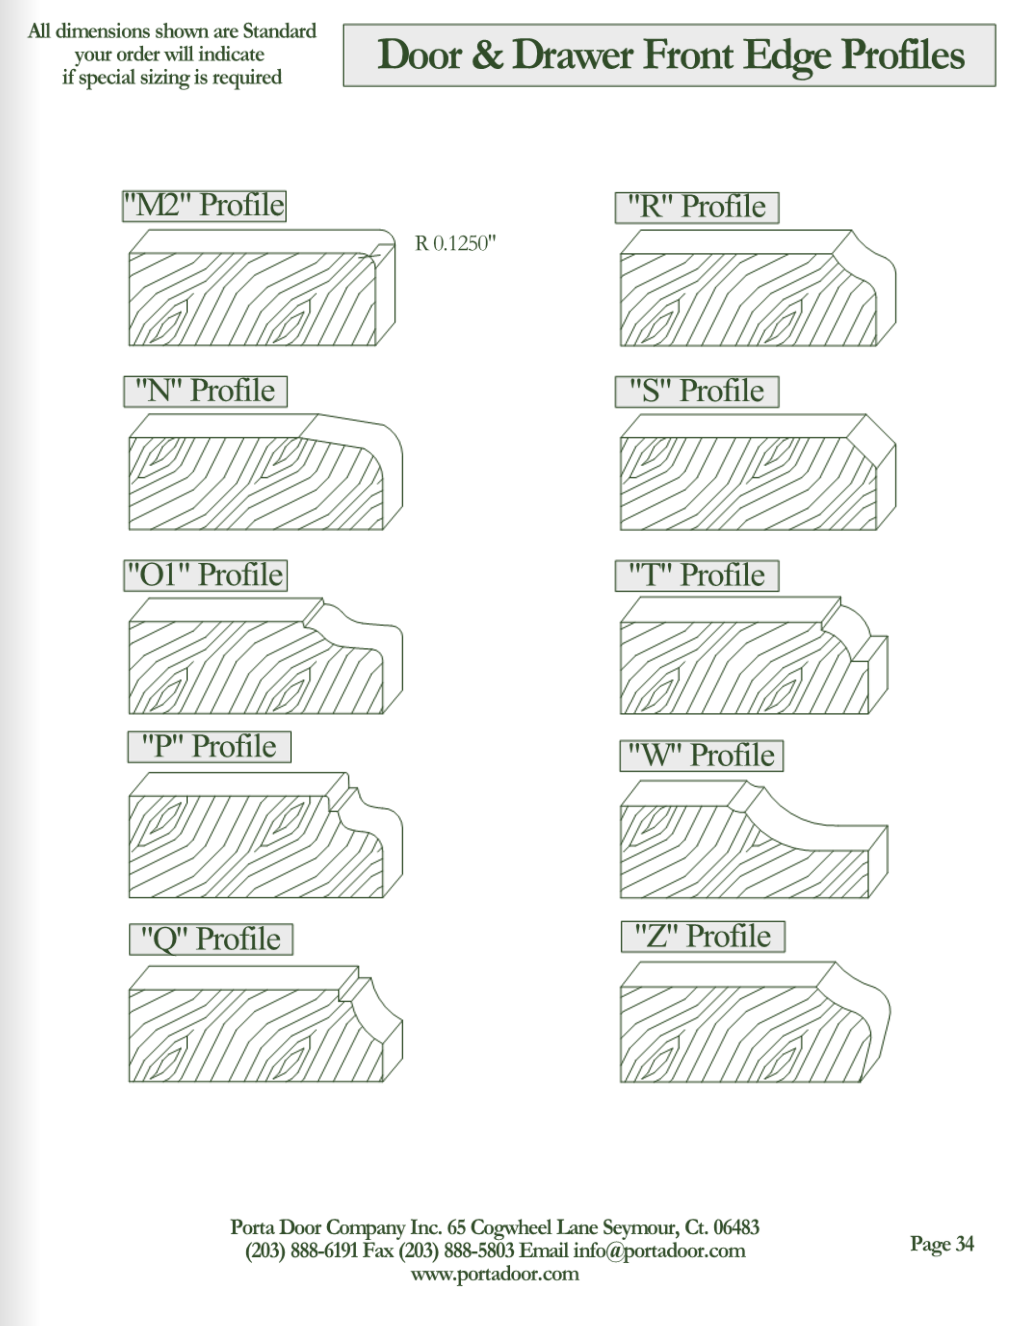 All dimensions shown are Standard
your order will indicate
if special sizing is required
Door & Drawer Front Edge Profiles
"M2" Profile
R 0.1250"
"R" Profile
"N" Profile
"S" Profile
"O1" Profile
"T" Profile
"P" Profile
"W" Profile
"Q" Profile
"Z" Profile
Porta Door Company Inc. 65 Cogwheel Lane Seymour, Ct. 06483
(203) 888-6191 Fax (203) 888-5803 Email info@portadoor.com
www.portadoor.com
Page 34